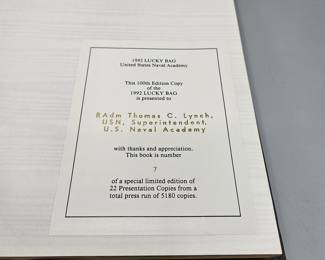 1992 LUCKY BAG
United States Naval Academy
This 100th Edition Copy
of the
1992 LUCKY BAG
is presented to
RAdm Thomas C. Lynch,
USN, Superintendent,
U.S. Naval Academy
with thanks and appreciation.
This book is number
7
of a special limited edition of
22 Presentation Copies from a
total press run of 5180 copies.